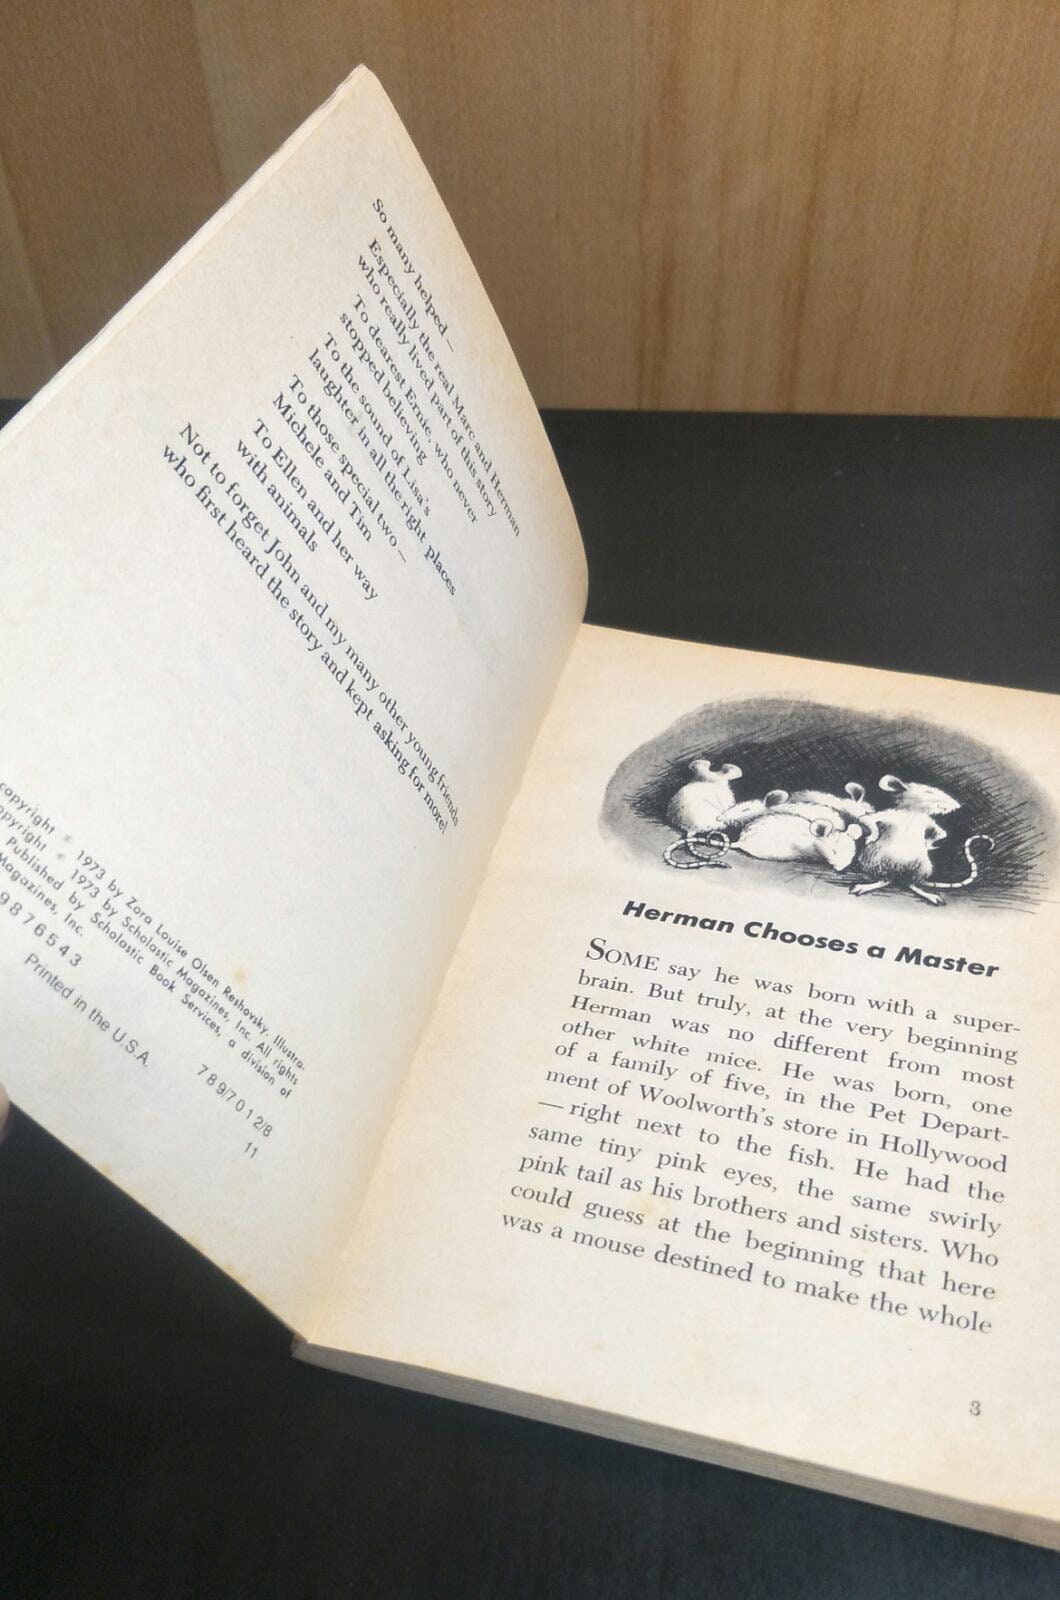 So many helped —
Especially the real Marc and Herman
who really lived part of this story
To dearest Ernie, who never
stopped believing
To the sound of Lisa's
laughter in all the right places
To those special two —
Michele and Tim
To Ellen and her way
with animals
Not to forget John and my many other young friends
who first heard the story and kept asking for more!
copyright © 1973 by Zora Louise Olsen Reshovsky. Illustra-
copyright © 1973 by Scholastic Magazines, Inc. All rights
Published by Scholastic Book Services, a division of
Magazines, Inc.
9 8 7 6 5 4 3
7 8 9/7 0 1 2/8
Printed in the U.S.A.
11
Herman Chooses a Master
SOME say he was born with a super-
brain. But truly, at the very beginning
Herman was no different from most
other white mice. He was born, one
of a family of five, in the Pet Depart-
ment of Woolworth's store in Hollywood
— right next to the fish. He had the
same tiny pink eyes, the same swirly
pink tail as his brothers and sisters. Who
could guess at the beginning that here
was a mouse destined to make the whole
3